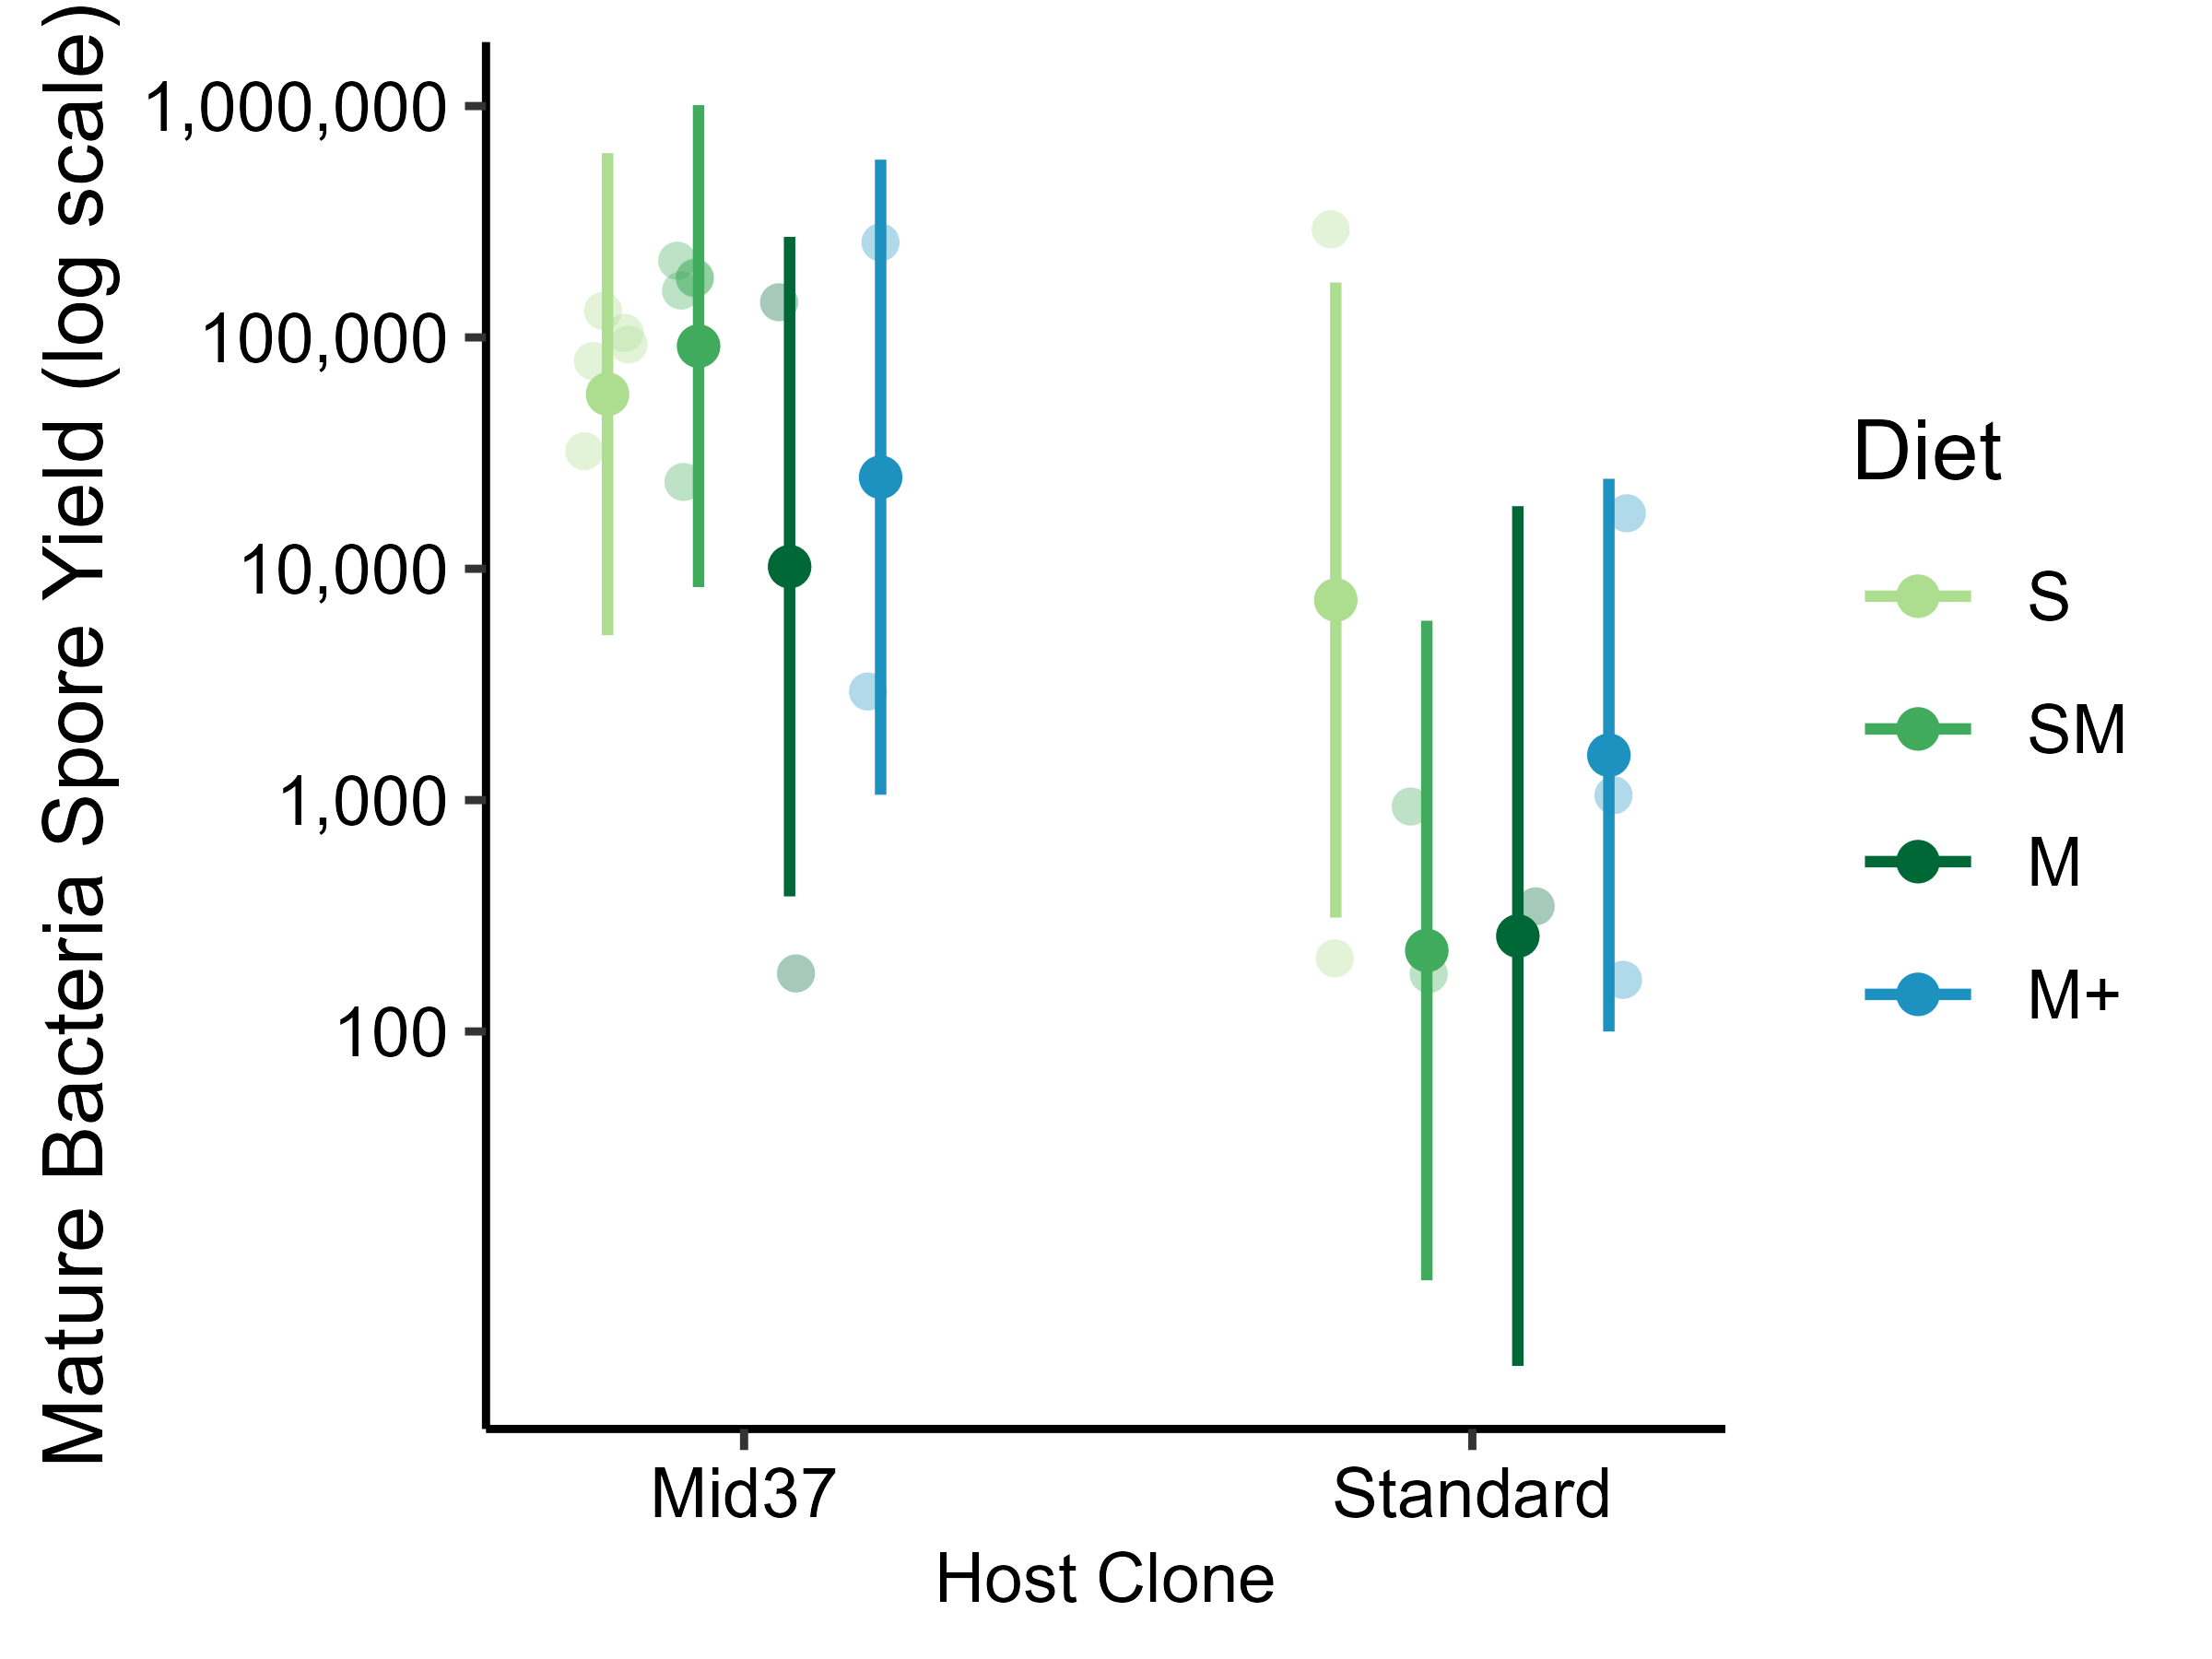 Mature Bacteria Spore Yield (log scale)
1,000,000
100,000
10,000
1,000
100
Mid37
Standard
Host Clone
Diet
S
SM
M
M+